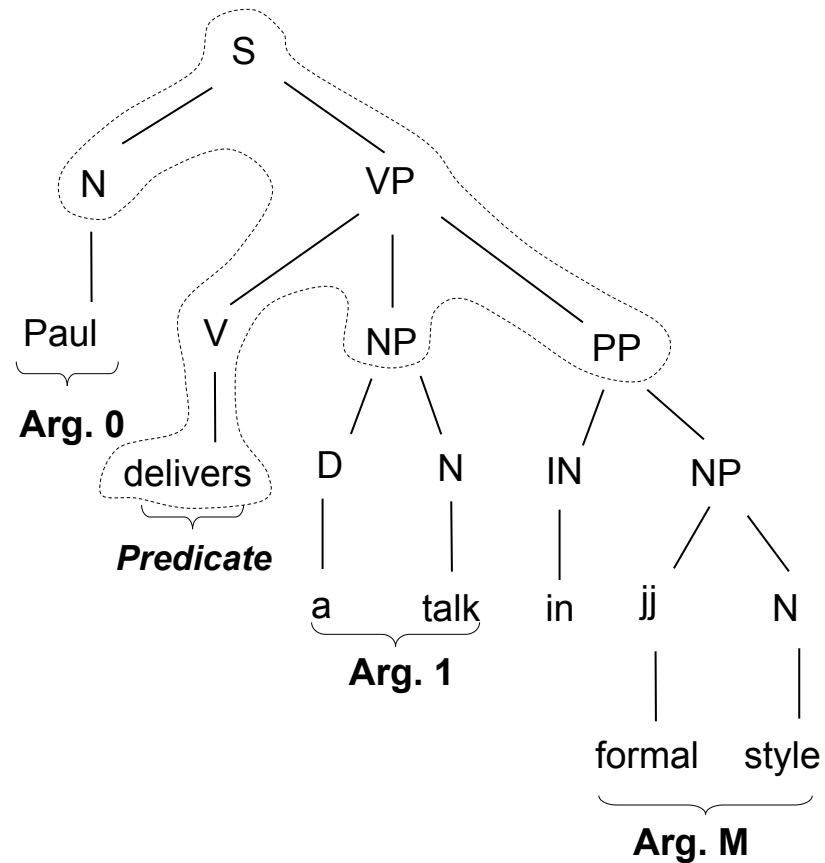 S
N VP
Paul V NP PP
Arg. 0
delivers D N IN NP
Predicate
a talk in jj N
Arg. 1
formal style
Arg. M